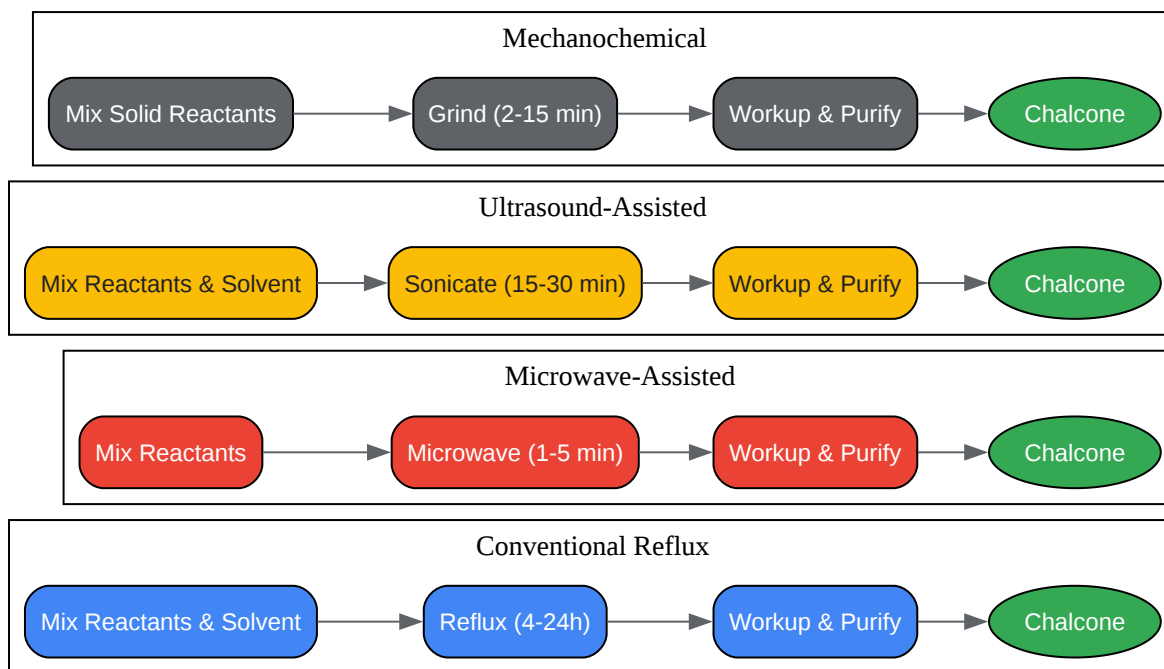 Mechanochemical
Mix Solid Reactants
Grind (2-15 min)
Workup & Purify
Chalcone
Ultrasound-Assisted
Mix Reactants & Solvent
Sonicate (15-30 min)
Workup & Purify
Chalcone
Microwave-Assisted
Mix Reactants
Microwave (1-5 min)
Workup & Purify
Chalcone
Conventional Reflux
Mix Reactants & Solvent
Reflux (4-24h)
Workup & Purify
Chalcone